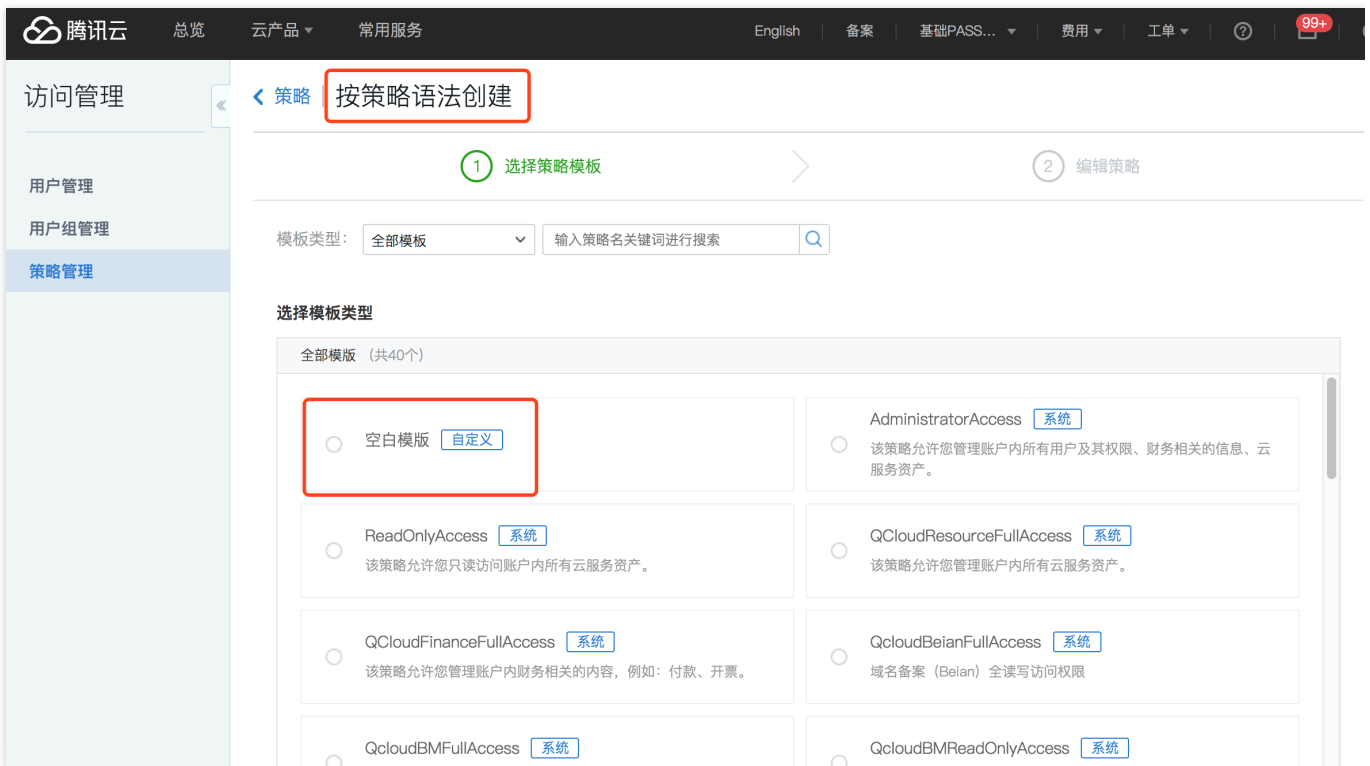 腾讯云 总览 云产品 常用服务 English 备案 基础PASS... 费用 工单 99+
访问管理
策略 按策略语法创建
1 选择策略模板 2 编辑策略
用户管理
用户组管理
策略管理
模板类型: 全部模板 输入策略名关键词进行搜索
选择模板类型
全部模版 (共40个)
空白模版 自定义
AdministratorAccess 系统
该策略允许您管理账户内所有用户及其权限、财务相关的信息、云
服务资产。
ReadOnlyAccess 系统
该策略允许您只读访问账户内所有云服务资产。
QCloudResourceFullAccess 系统
该策略允许您管理账户内所有云服务资产。
QCloudFinanceFullAccess 系统
该策略允许您管理账户内财务相关的内容，例如：付款、开票。
QcloudBeianFullAccess 系统
域名备案（Beian）全读写访问权限
QcloudBMFullAccess 系统
QcloudBMReadOnlyAccess 系统